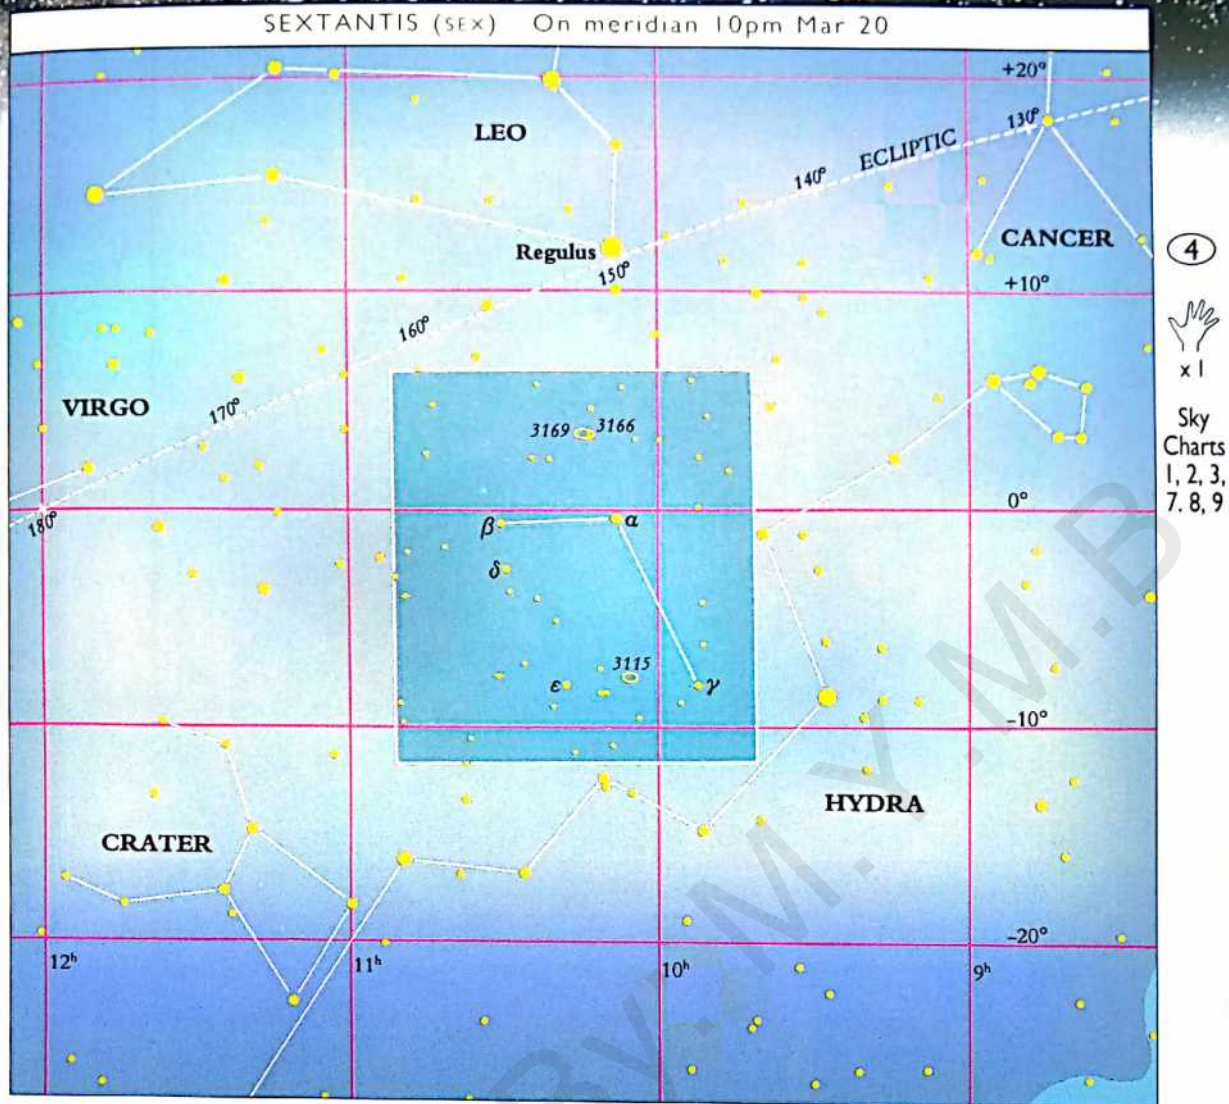 SEXTANTIS (SEX) On meridian 10pm Mar 20
+20°
LEO
130°
ECLIPTIC
140°
CANCER
4
Regulus
150°
+10°
160°
x 1
VIRGO
170°
Sky
Charts
1, 2, 3,
7. 8, 9
3169 3166
0°
180°
β α
δ
3115
ε γ
-10°
HYDRA
CRATER
-20°
12h 11h 10h 9h
BY.M.Y.M.B